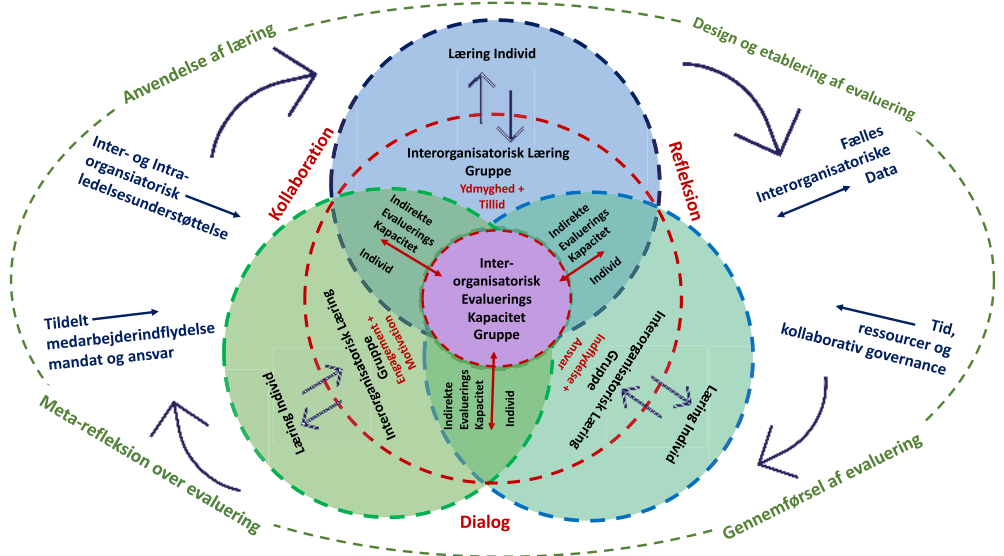 Anvendelse af læring
Design og etablering af evaluering
Læring Individ
Kollaboration
Refleksion
Inter- og Intra-
organsiatorisk
ledelsesunderstøttelse
Fælles
Interorganisatoriske
Data
Interorganisatorisk Læring
Gruppe
Ydmyghed +
Tillid
Indirekte
Evaluerings
Kapacitet
Individ
Indirekte
Evaluerings
Kapacitet
Individ
Inter-
organisatorisk
Evaluerings
Kapacitet
Gruppe
Tildelt
medarbejderindflydelse
mandat og ansvar
Tid,
ressourcer og
kollaborativ governance
Læring Individ
Interorganisatorisk Læring
Gruppe
Engagement +
Motivation
Indirekte
Evaluerings
Kapacitet
Individ
Indflydelse +
Ansvar
Interorganisatorisk Læring
Gruppe
Læring Individ
Meta-refleksion over evaluering
Dialog
Gennemførsel af evaluering